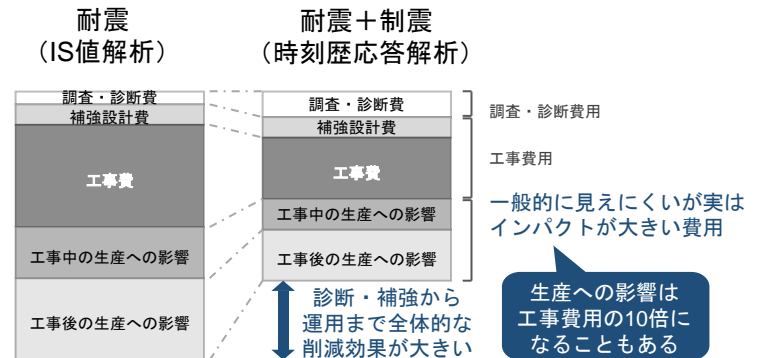 耐震
（IS値解析）
耐震＋制震
（時刻歴応答解析）
調査・診断費
補強設計費
工事費
工事中の生産への影響
工事後の生産への影響
調査・診断費
補強設計費
工事費
工事中の生産への影響
工事後の生産への影響
調査・診断費用
工事費用
一般的に見えにくいが実は
インパクトが大きい費用
診断・補強から
運用まで全体的な
削減効果が大きい
生産への影響は
工事費用の10倍に
なることもある